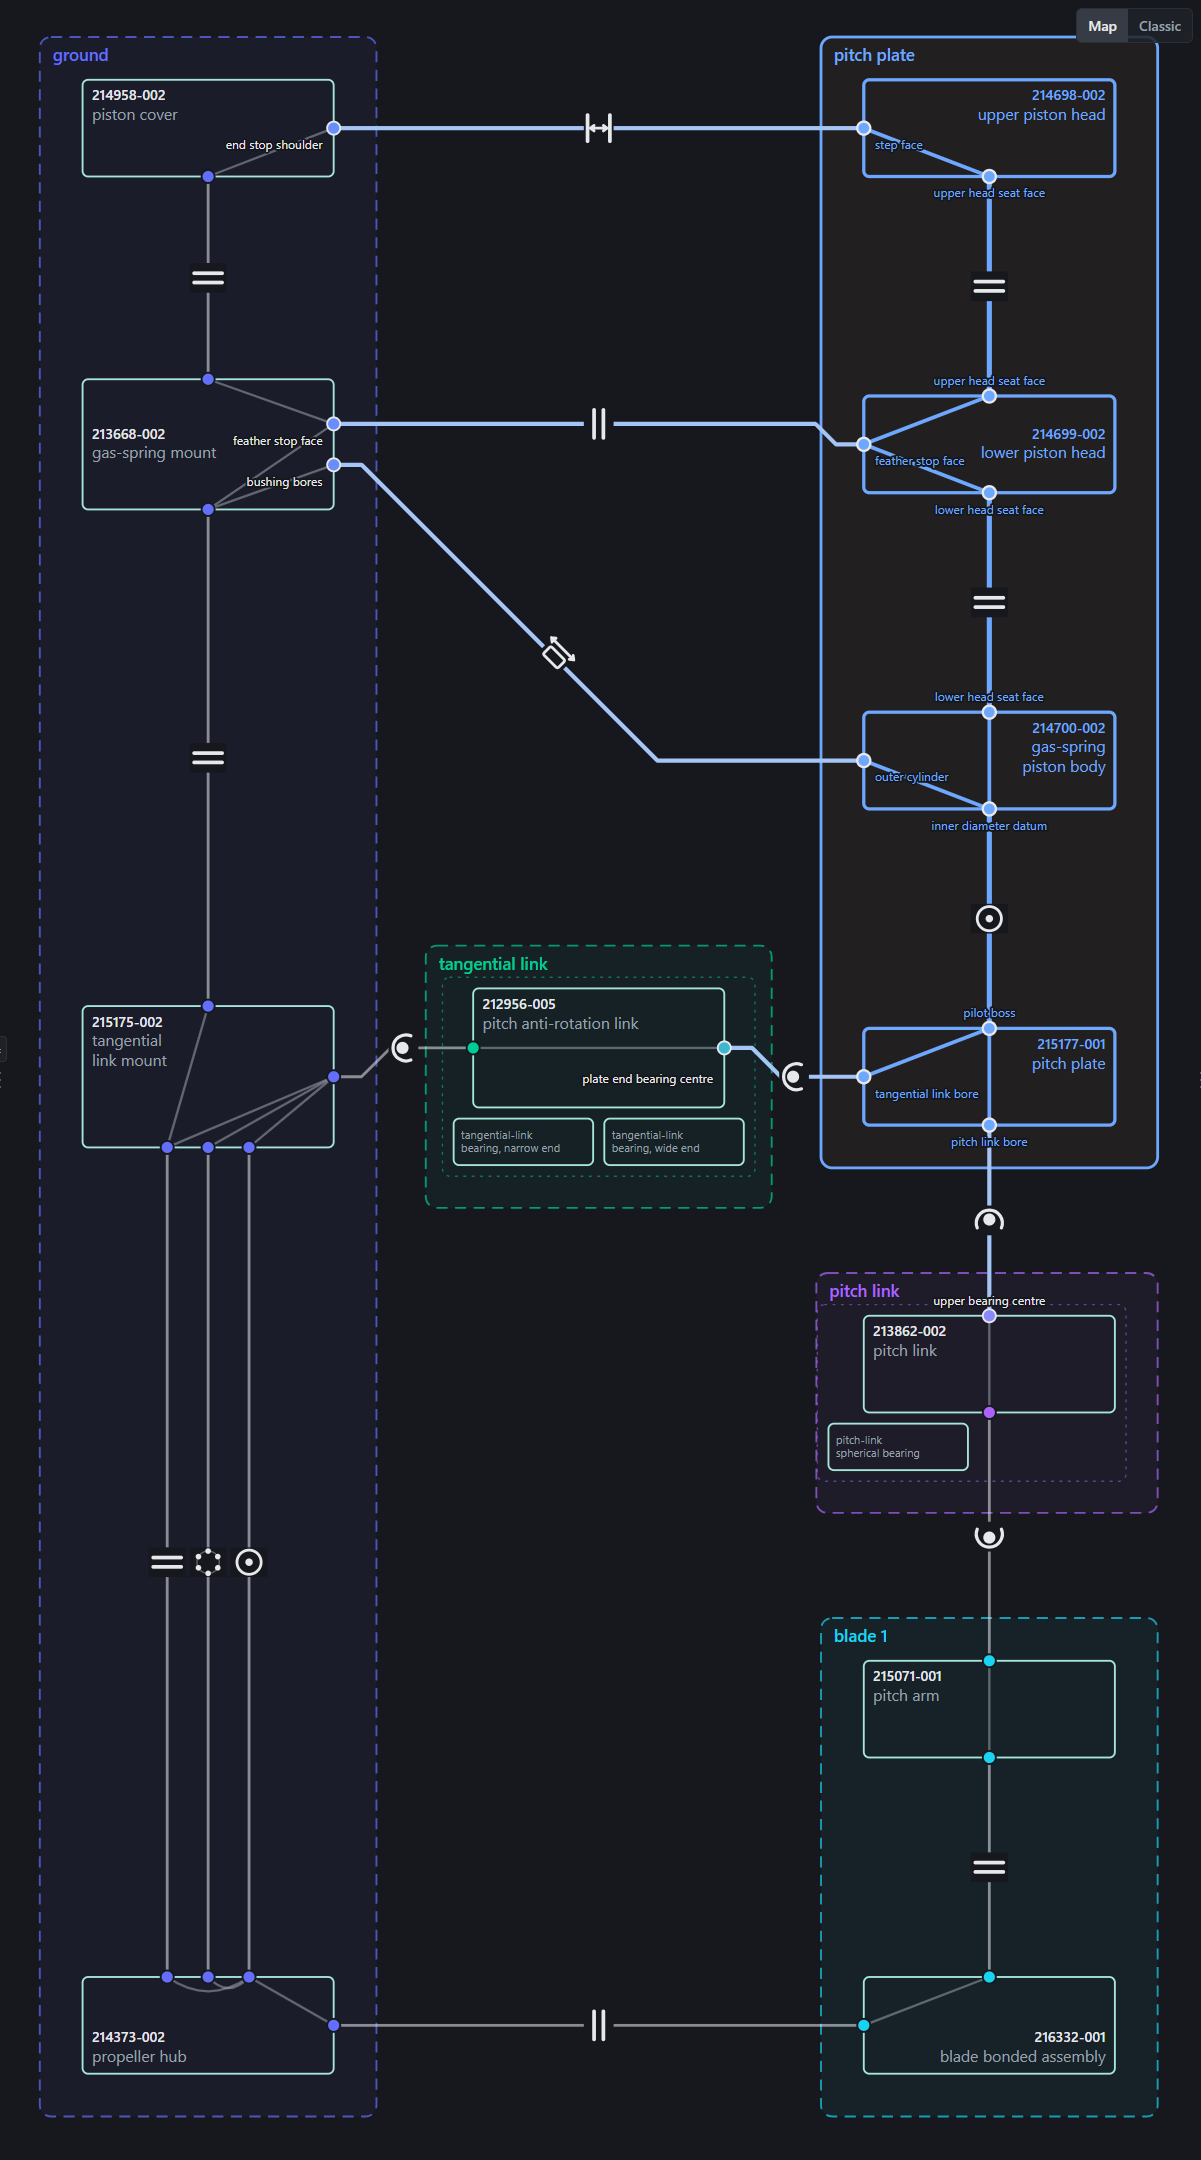 Map
Classic
ground
214958-002
piston cover
end stop shoulder
pitch plate
214698-002
upper piston head
step face
upper head seat face
213668-002
gas-spring mount
feather stop face
bushing bores
upper head seat face
214699-002
lower piston head
feather stop face
lower head seat face
lower head seat face
214700-002
gas-spring
piston body
outer cylinder
inner diameter datum
215175-002
tangential
link mount
tangential link
212956-005
pitch anti-rotation link
plate end bearing centre
tangential-link
bearing, narrow end
tangential-link
bearing, wide end
pilot boss
215177-001
pitch plate
tangential link bore
pitch link bore
pitch link
upper bearing centre
213862-002
pitch link
pitch-link
spherical bearing
blade 1
215071-001
pitch arm
214373-002
propeller hub
216332-001
blade bonded assembly